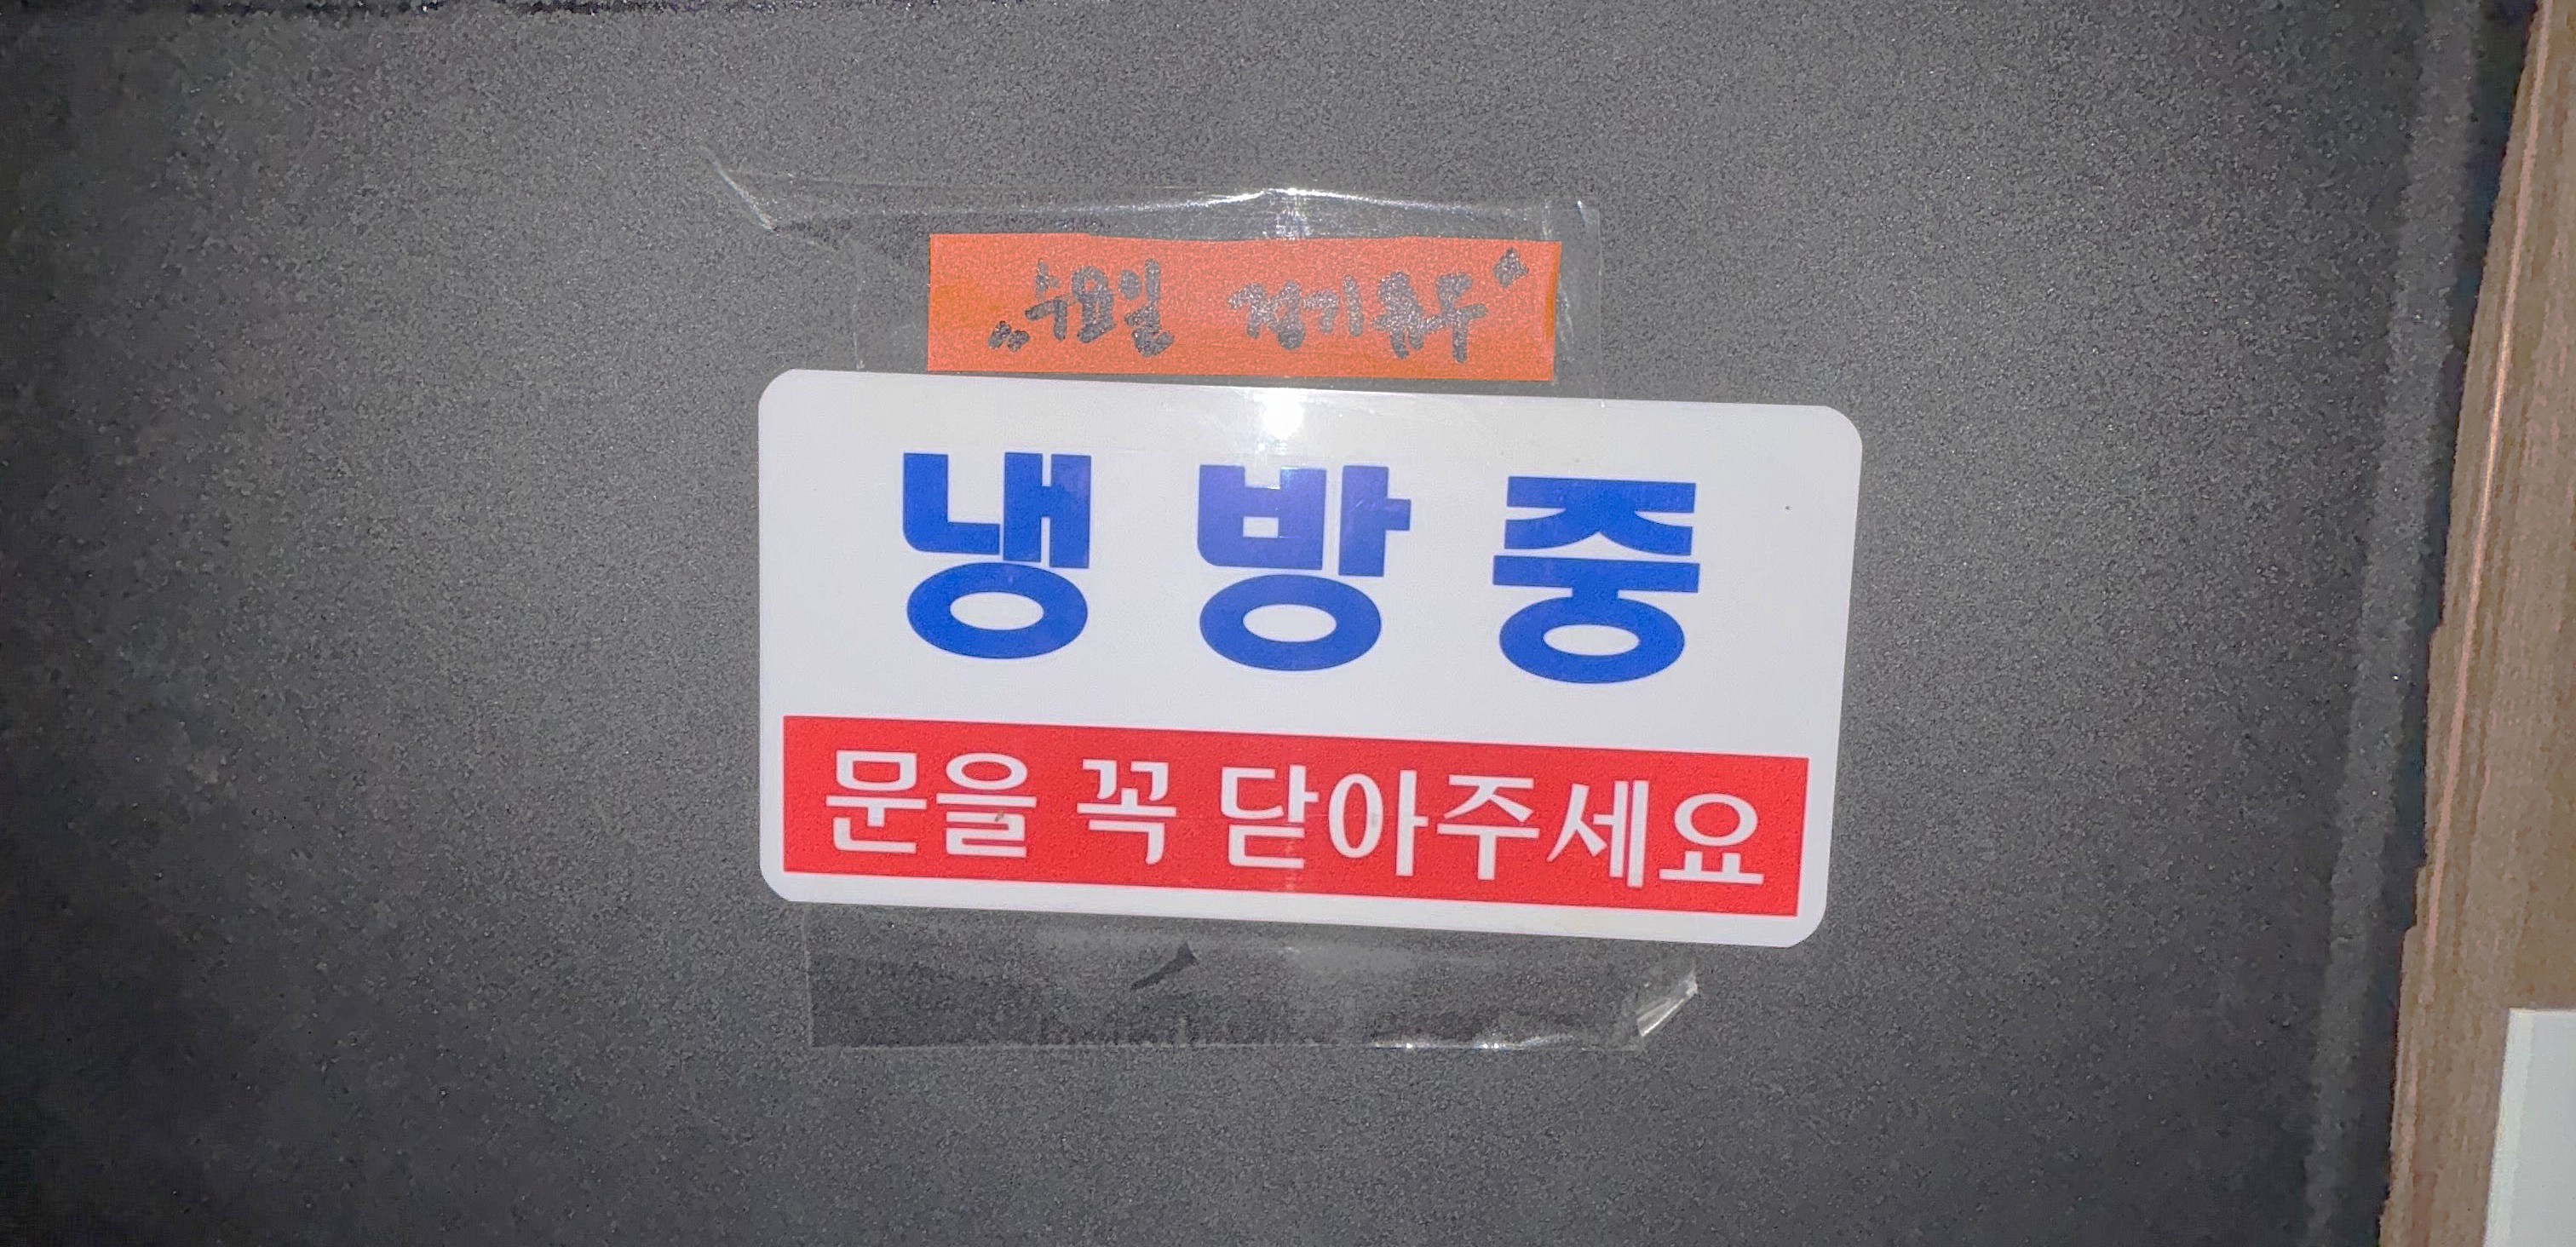 „수요일 정기휴무“
냉방중
문을 꼭 닫아주세요